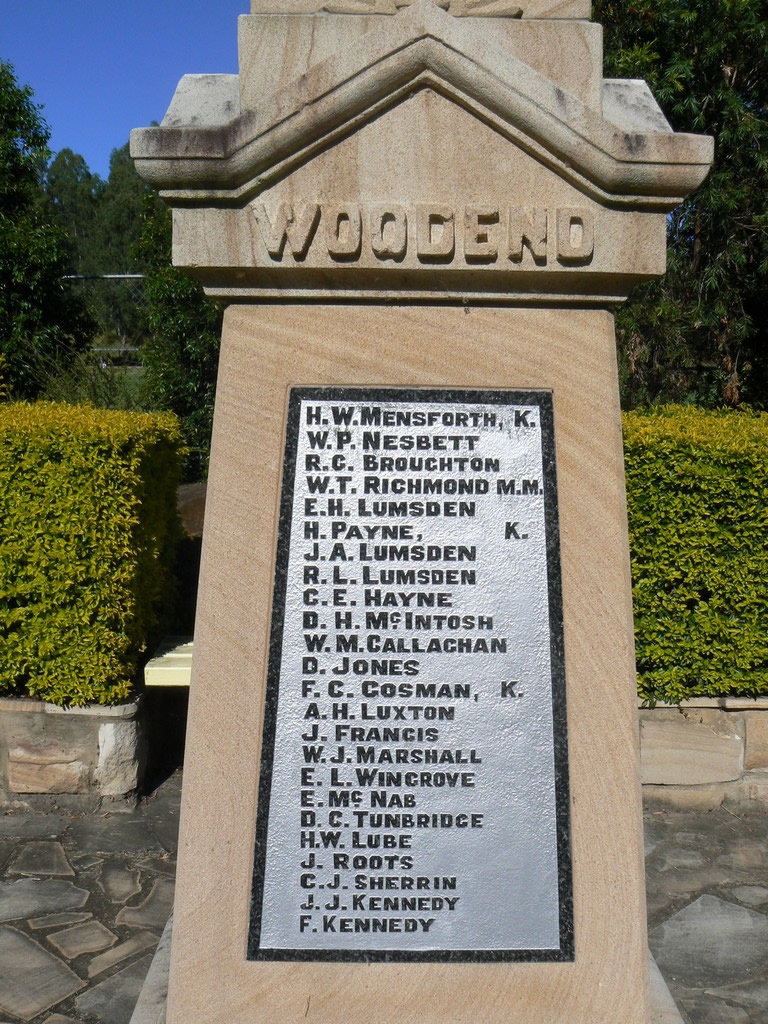 WOODEND
H.W. MENSFORTH, K.
W.P. NESBETT
R.C. BROUGHTON
W.T. RICHMOND M.M.
E.H. LUMSDEN
H. PAYNE, K.
J.A. LUMSDEN
R.L. LUMSDEN
C.E. HAYNE
D.H. McINTOSH
W.M. CALLAGHAN
D. JONES
F.C. GOSMAN, K.
A.H. LUXTON
J. FRANCIS
W.J. MARSHALL
E.L. WINGROVE
E. Mc NAB
D.C. TUNBRIDGE
H.W. LUBE
J. ROOTS
C.J. SHERRIN
J.J. KENNEDY
F. KENNEDY